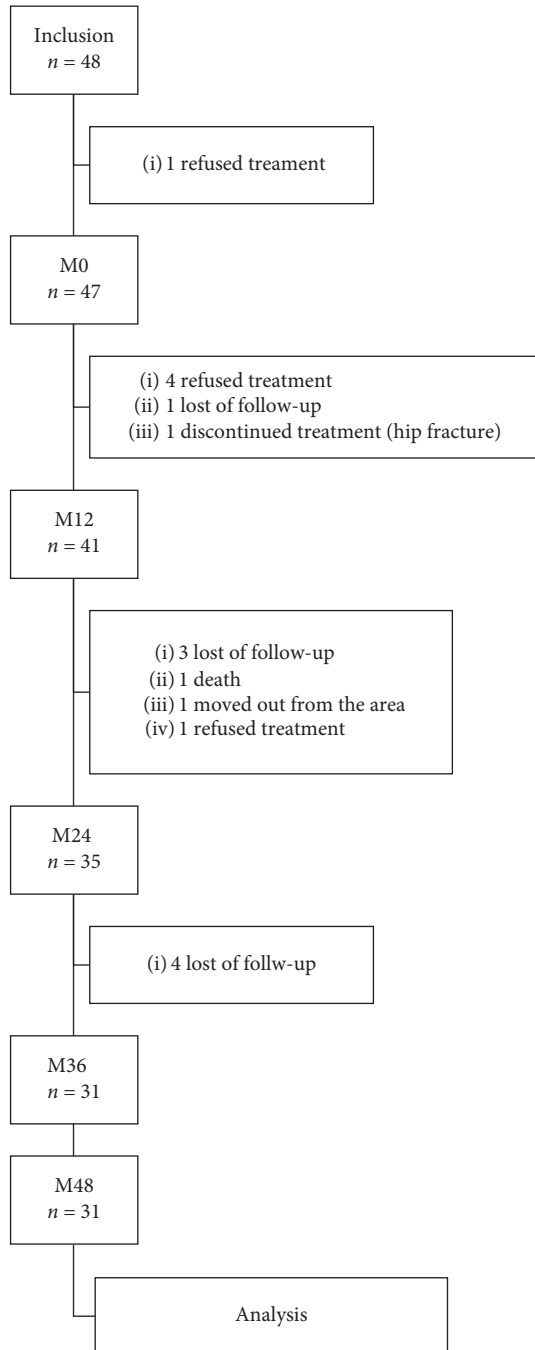 Inclusion
n = 48
(i) 1 refused treament
M0
n = 47
(i) 4 refused treatment
(ii) 1 lost of follow-up
(iii) 1 discontinued treatment (hip fracture)
M12
n = 41
(i) 3 lost of follow-up
(ii) 1 death
(iii) 1 moved out from the area
(iv) 1 refused treatment
M24
n = 35
(i) 4 lost of follw-up
M36
n = 31
M48
n = 31
Analysis